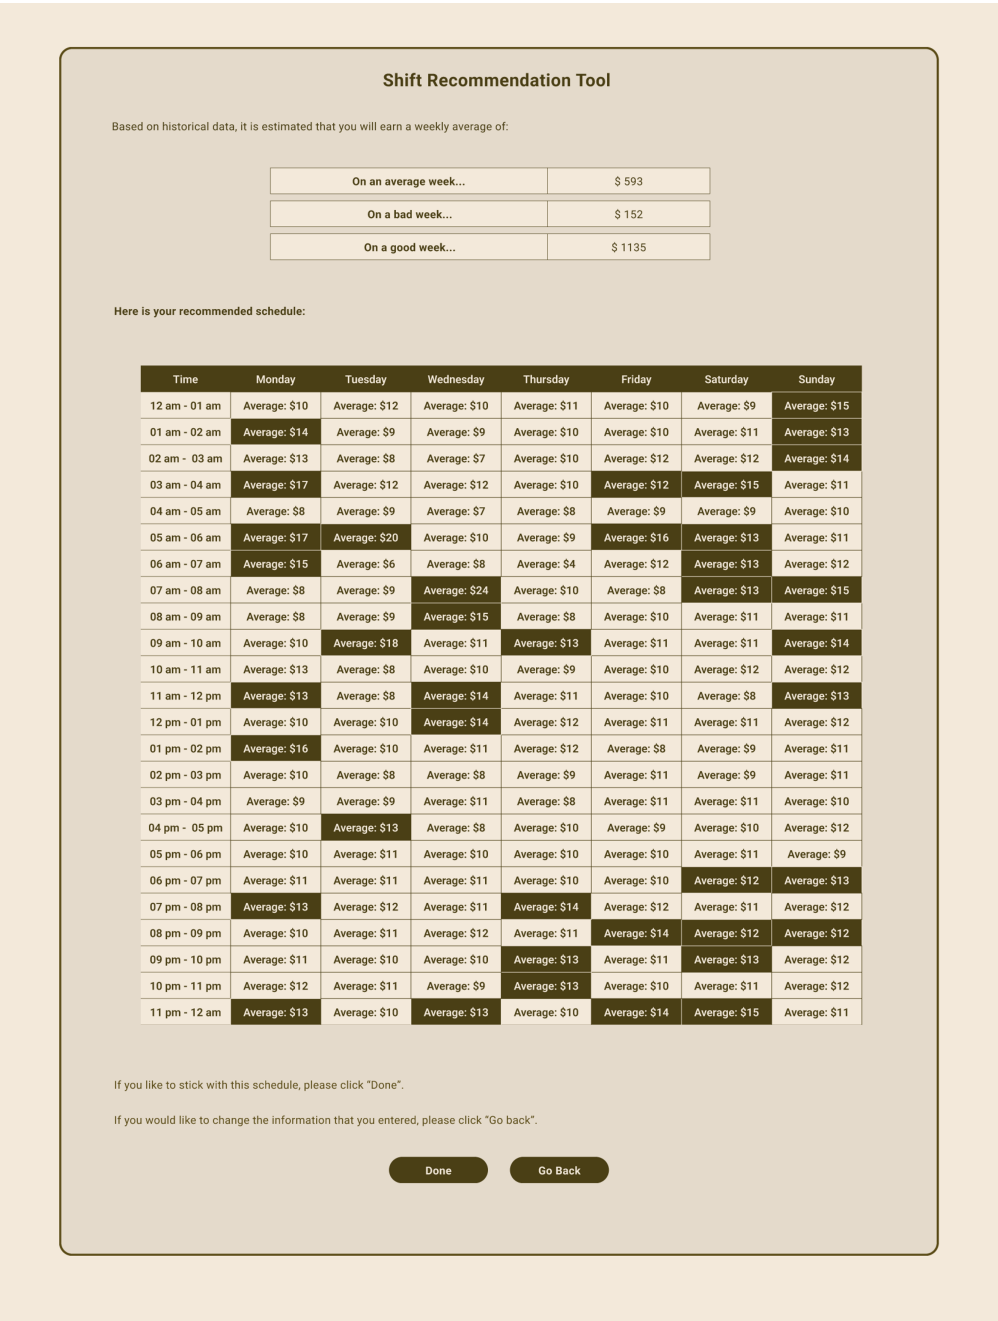 Shift Recommendation Tool
Based on historical data, it is estimated that you will earn a weekly average of:
On an average week... $ 593
On a bad week... $ 152
On a good week... $ 1135
Here is your recommended schedule:
Time Monday Tuesday Wednesday Thursday Friday Saturday Sunday
12 am - 01 am Average: $10 Average: $12 Average: $10 Average: $11 Average: $10 Average: $9 Average: $15
01 am - 02 am Average: $14 Average: $9 Average: $9 Average: $10 Average: $10 Average: $11 Average: $13
02 am - 03 am Average: $13 Average: $8 Average: $7 Average: $10 Average: $12 Average: $12 Average: $14
03 am - 04 am Average: $17 Average: $12 Average: $12 Average: $10 Average: $12 Average: $15 Average: $11
04 am - 05 am Average: $8 Average: $9 Average: $7 Average: $8 Average: $9 Average: $9 Average: $10
05 am - 06 am Average: $17 Average: $20 Average: $10 Average: $9 Average: $16 Average: $13 Average: $11
06 am - 07 am Average: $15 Average: $6 Average: $8 Average: $4 Average: $12 Average: $13 Average: $12
07 am - 08 am Average: $8 Average: $9 Average: $24 Average: $10 Average: $8 Average: $13 Average: $15
08 am - 09 am Average: $8 Average: $9 Average: $15 Average: $8 Average: $10 Average: $11 Average: $11
09 am - 10 am Average: $10 Average: $18 Average: $11 Average: $13 Average: $11 Average: $11 Average: $14
10 am - 11 am Average: $13 Average: $8 Average: $10 Average: $9 Average: $10 Average: $12 Average: $12
11 am - 12 pm Average: $13 Average: $8 Average: $14 Average: $11 Average: $10 Average: $8 Average: $13
12 pm - 01 pm Average: $10 Average: $10 Average: $14 Average: $12 Average: $11 Average: $11 Average: $12
01 pm - 02 pm Average: $16 Average: $10 Average: $11 Average: $12 Average: $8 Average: $9 Average: $11
02 pm - 03 pm Average: $10 Average: $8 Average: $8 Average: $9 Average: $11 Average: $9 Average: $11
03 pm - 04 pm Average: $9 Average: $9 Average: $11 Average: $8 Average: $11 Average: $11 Average: $10
04 pm - 05 pm Average: $10 Average: $13 Average: $8 Average: $10 Average: $9 Average: $10 Average: $12
05 pm - 06 pm Average: $10 Average: $11 Average: $10 Average: $10 Average: $10 Average: $11 Average: $9
06 pm - 07 pm Average: $11 Average: $11 Average: $11 Average: $10 Average: $10 Average: $12 Average: $13
07 pm - 08 pm Average: $13 Average: $12 Average: $11 Average: $14 Average: $12 Average: $11 Average: $12
08 pm - 09 pm Average: $10 Average: $11 Average: $12 Average: $11 Average: $14 Average: $12 Average: $12
09 pm - 10 pm Average: $11 Average: $10 Average: $10 Average: $13 Average: $11 Average: $13 Average: $12
10 pm - 11 pm Average: $12 Average: $11 Average: $9 Average: $13 Average: $10 Average: $11 Average: $12
11 pm - 12 am Average: $13 Average: $10 Average: $13 Average: $10 Average: $14 Average: $15 Average: $11
If you like to stick with this schedule, please click “Done”.
If you would like to change the information that you entered, please click “Go back”.
Done Go Back